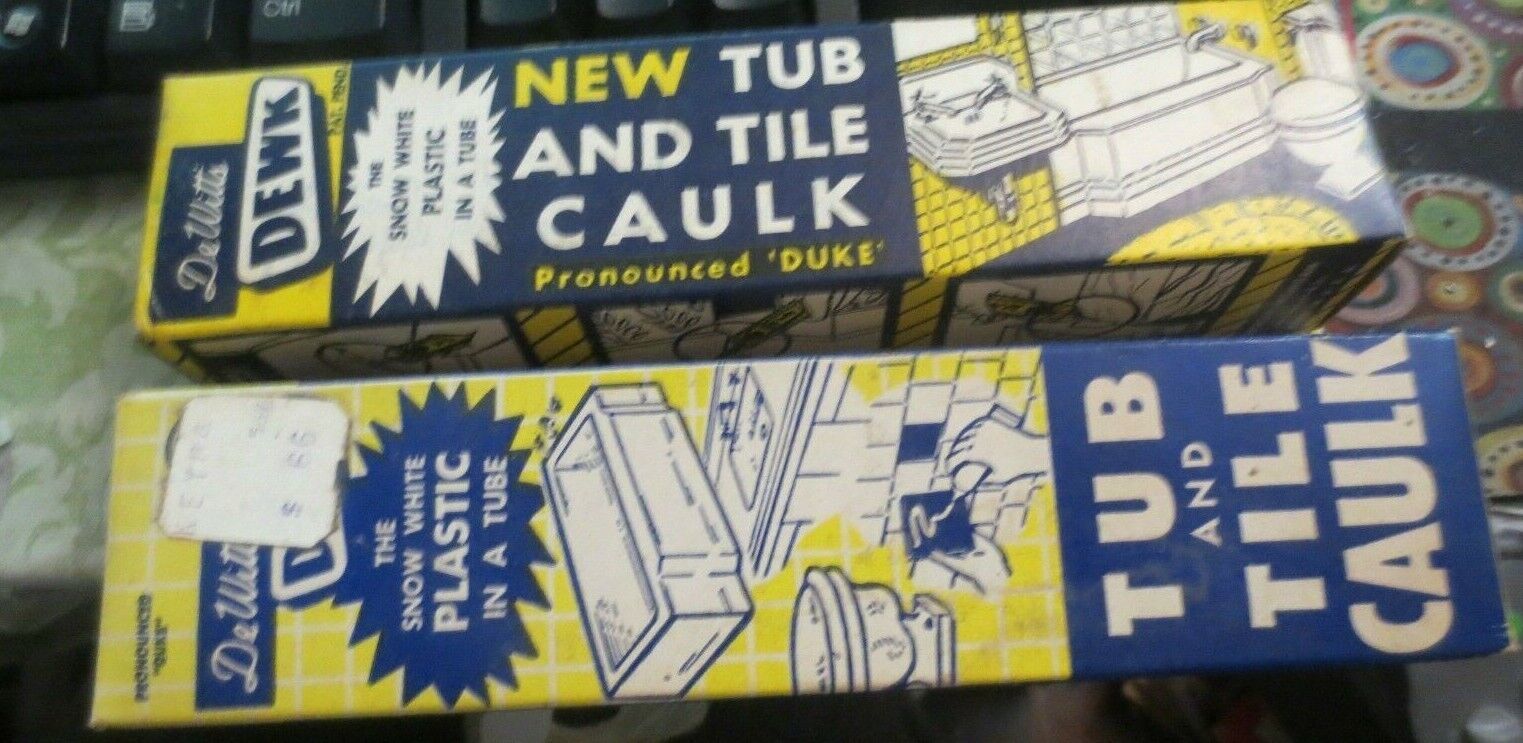 Ctrl
DeWitt's
DEWK
PAT. PEND.
THE
SNOW WHITE
PLASTIC
IN A TUBE
NEW TUB
AND TILE
CAULK
Pronounced 'DUKE'
PRONOUNCED
"DUKE"
DeWitt's
THE
SNOW WHITE
PLASTIC
IN A TUBE
TUB
AND
TILE
CAULK